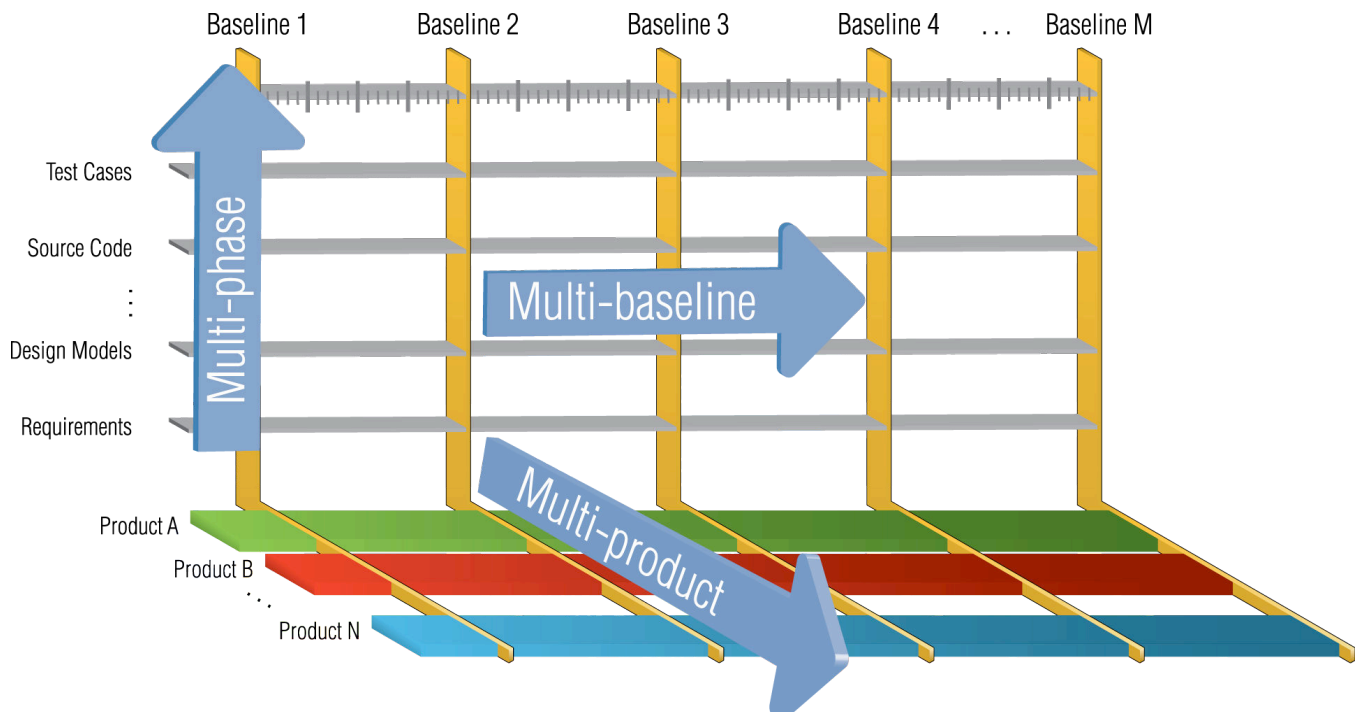 Baseline 1 Baseline 2 Baseline 3 Baseline 4 ... Baseline M
Test Cases
Source Code
...
Design Models
Requirements
Multi-phase
Multi-baseline
Multi-product
Product A
Product B
...
Product N